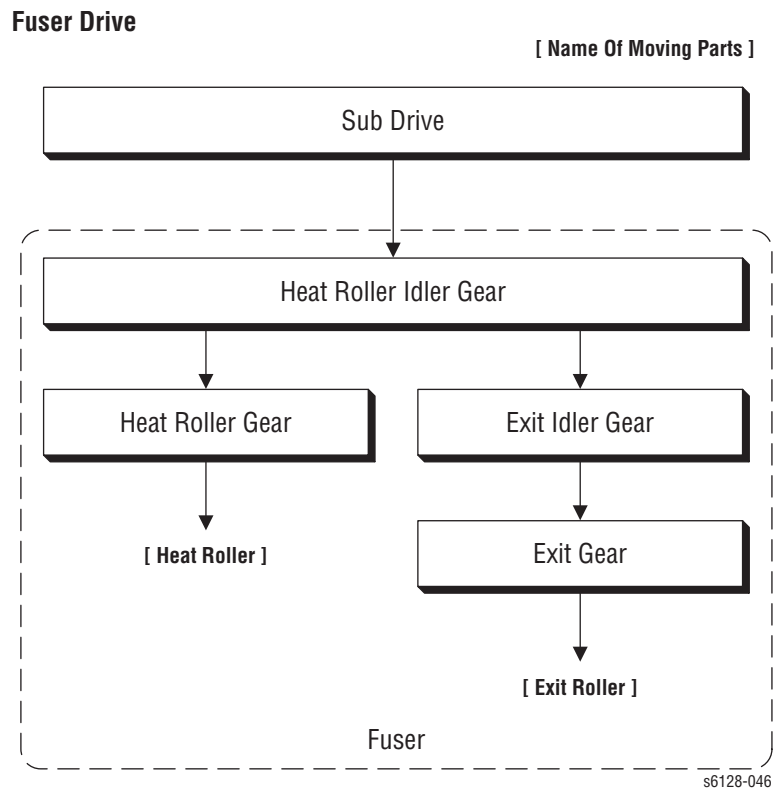 Fuser Drive
[ Name Of Moving Parts ]
Sub Drive
Heat Roller Idler Gear
Heat Roller Gear
Exit Idler Gear
[ Heat Roller ]
Exit Gear
[ Exit Roller ]
Fuser
s6128-046